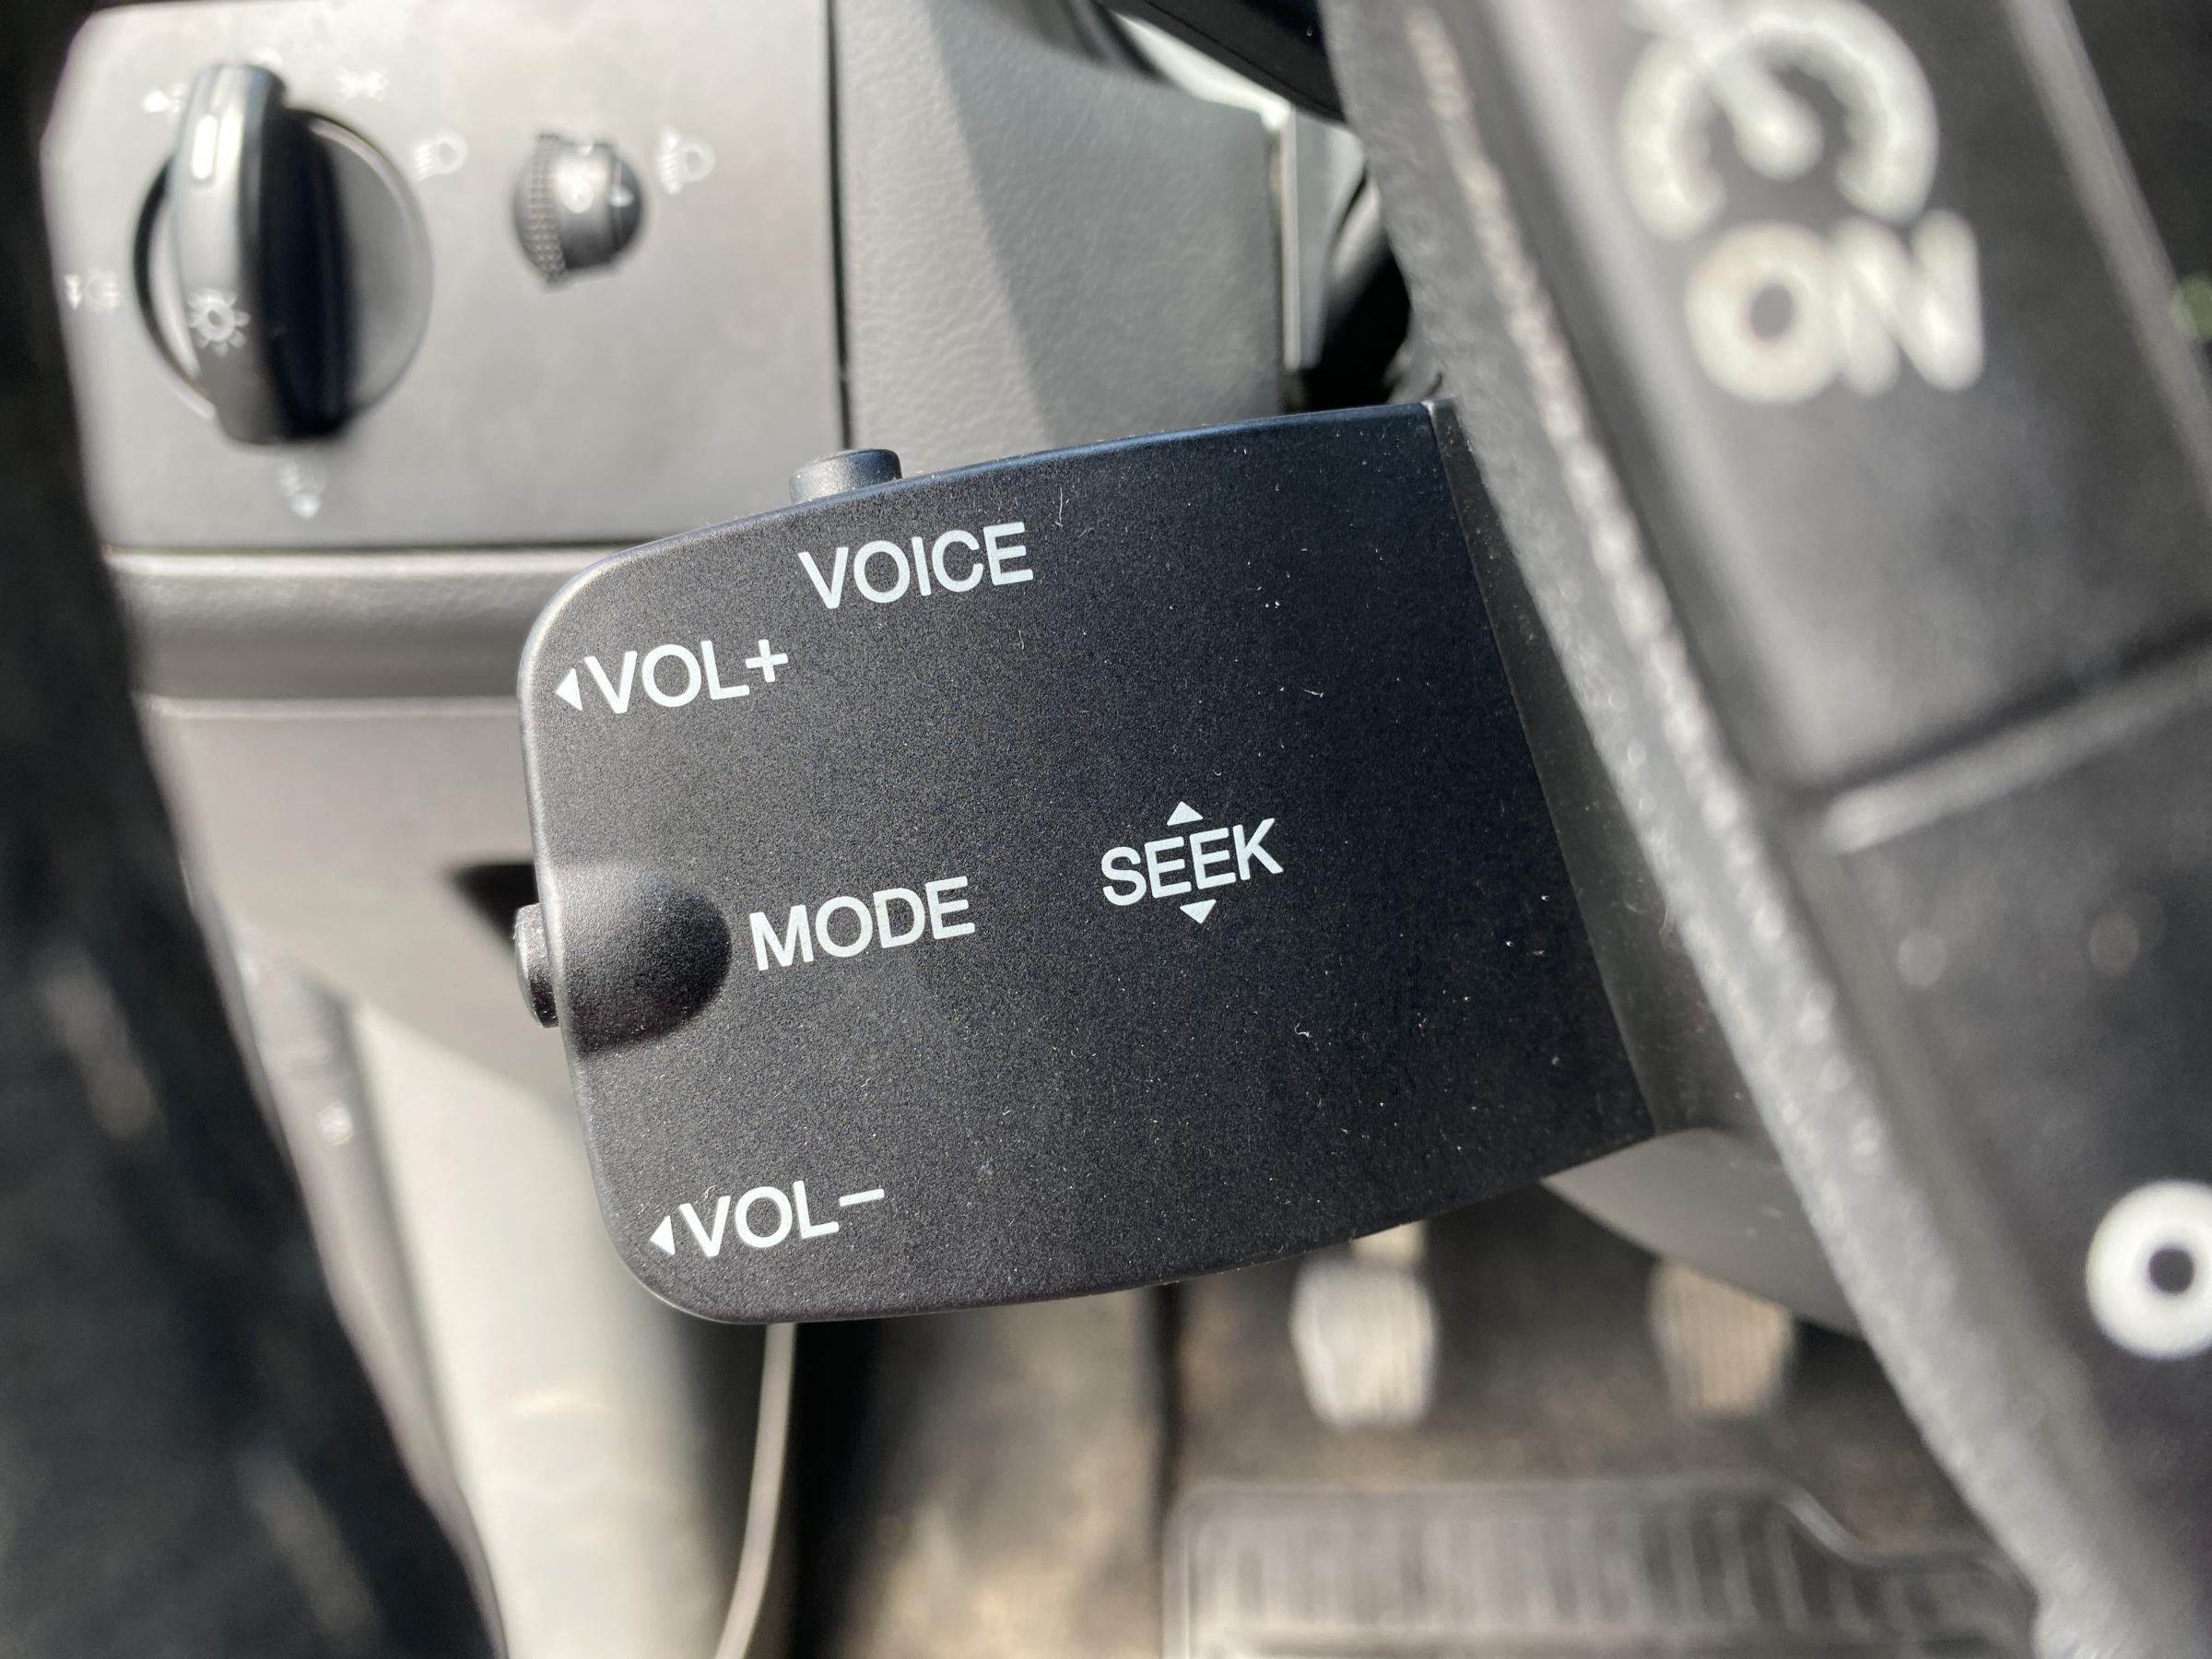 ON
VOICE
VOL+
SEEK
MODE
VOL−
O